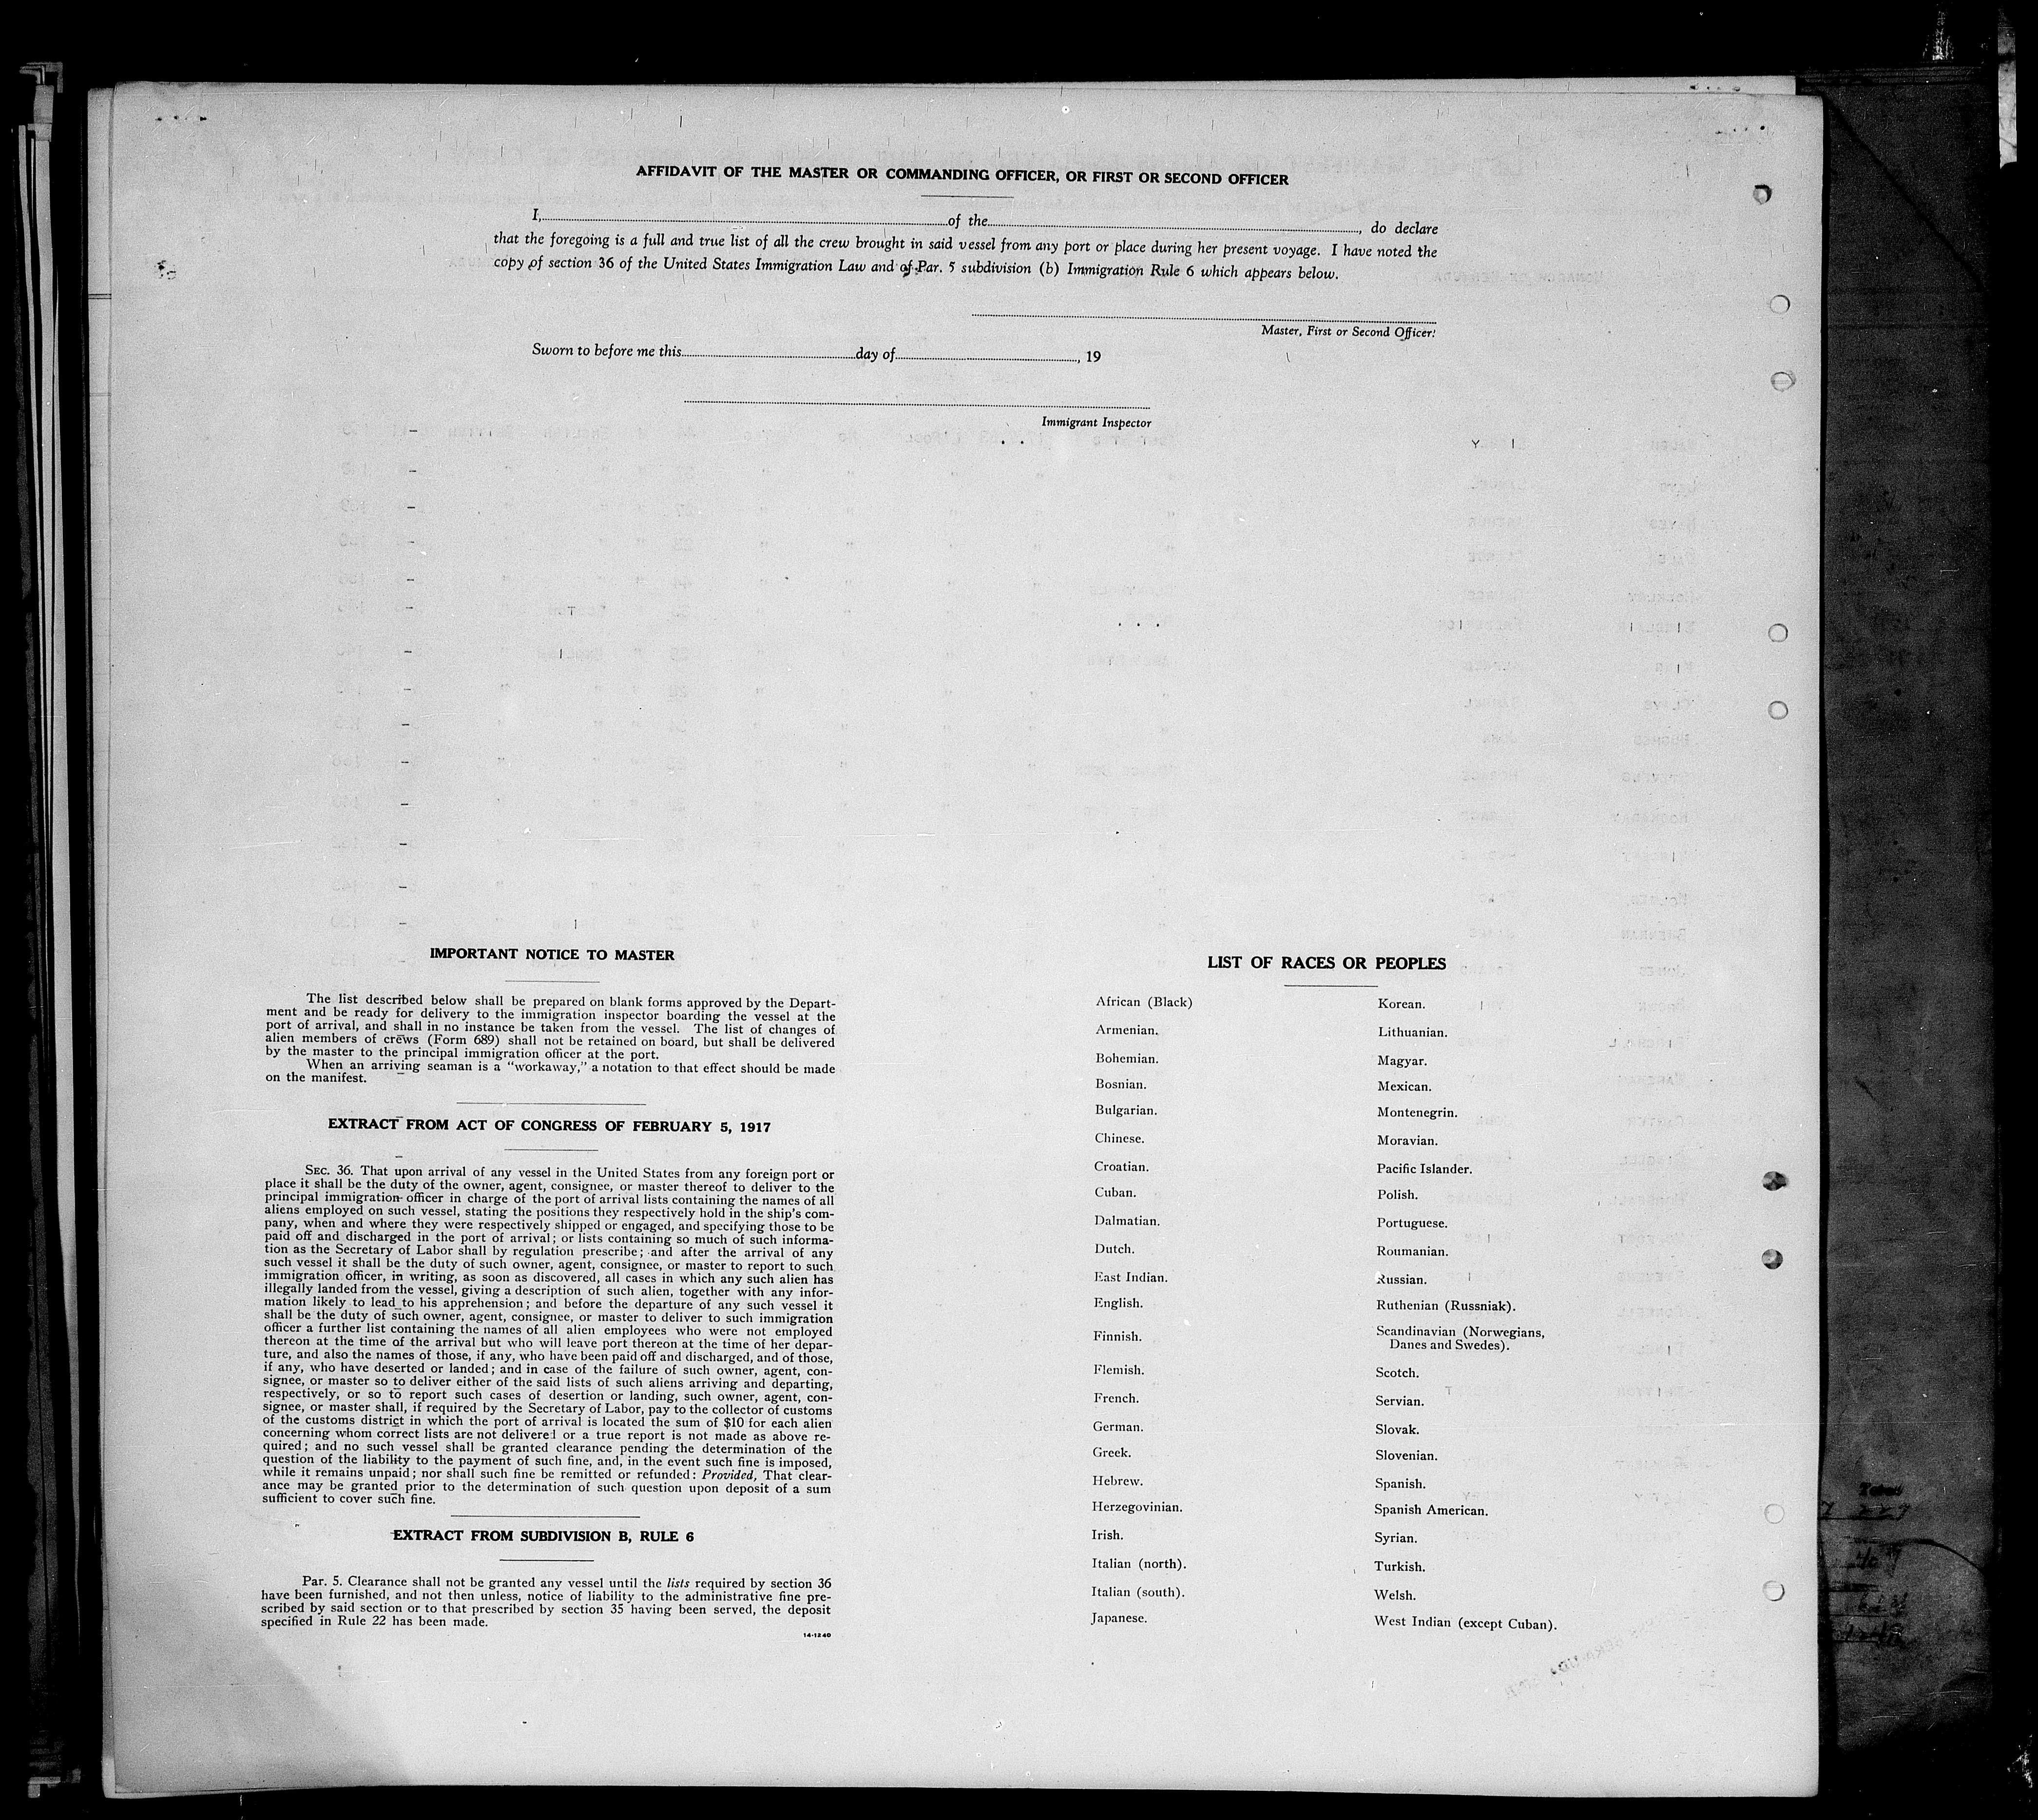 AFFIDAVIT OF THE MASTER OR COMMANDING OFFICER, OR FIRST OR SECOND OFFICER
I, of the , do declare
that the foregoing is a full and true list of all the crew brought in said vessel from any port or place during her present voyage. I have noted the
copy of section 36 of the United States Immigration Law and of Par. 5 subdivision (b) Immigration Rule 6 which appears below.
Master, First or Second Officer.
Sworn to before me this day of , 19
Immigrant Inspector
IMPORTANT NOTICE TO MASTER
The list described below shall be prepared on blank forms approved by the Depart-
ment and be ready for delivery to the immigration inspector boarding the vessel at the
port of arrival, and shall in no instance be taken from the vessel. The list of changes of
alien members of crews (Form 689) shall not be retained on board, but shall be delivered
by the master to the principal immigration officer at the port.
When an arriving seaman is a "workaway," a notation to that effect should be made
on the manifest.
EXTRACT FROM ACT OF CONGRESS OF FEBRUARY 5, 1917
SEC. 36. That upon arrival of any vessel in the United States from any foreign port or
place it shall be the duty of the owner, agent, consignee, or master thereof to deliver to the
principal immigration officer in charge of the port of arrival lists containing the names of all
aliens employed on such vessel, stating the positions they respectively hold in the ship's com-
pany, when and where they were respectively shipped or engaged, and specifying those to be
paid off and discharged in the port of arrival; or lists containing so much of such informa-
tion as the Secretary of Labor shall by regulation prescribe; and after the arrival of any
such vessel it shall be the duty of such owner, agent, consignee, or master to report to such
immigration officer, in writing, as soon as discovered, all cases in which any such alien has
illegally landed from the vessel, giving a description of such alien, together with any infor-
mation likely to lead to his apprehension; and before the departure of any such vessel it
shall be the duty of such owner, agent, consignee, or master to deliver to such immigration
officer a further list containing the names of all alien employees who were not employed
thereon at the time of the arrival but who will leave port thereon at the time of her depar-
ture, and also the names of those, if any, who have been paid off and discharged, and of those,
if any, who have deserted or landed; and in case of the failure of such owner, agent, con-
signee, or master so to deliver either of the said lists of such aliens arriving and departing,
respectively, or so to report such cases of desertion or landing, such owner, agent, con-
signee, or master shall, if required by the Secretary of Labor, pay to the collector of customs
of the customs district in which the port of arrival is located the sum of $10 for each alien
concerning whom correct lists are not delivered or a true report is not made as above re-
quired; and no such vessel shall be granted clearance pending the determination of the
question of the liability to the payment of such fine, and, in the event such fine is imposed,
while it remains unpaid; nor shall such fine be remitted or refunded: Provided, That clear-
ance may be granted prior to the determination of such question upon deposit of a sum
sufficient to cover such fine.
EXTRACT FROM SUBDIVISION B, RULE 6
Par. 5. Clearance shall not be granted any vessel until the lists required by section 36
have been furnished, and not then unless, notice of liability to the administrative fine pre-
scribed by said section or to that prescribed by section 35 having been served, the deposit
specified in Rule 22 has been made.
14-1240
LIST OF RACES OR PEOPLES
African (Black)
Armenian.
Bohemian.
Bosnian.
Bulgarian.
Chinese.
Croatian.
Cuban.
Dalmatian.
Dutch.
East Indian.
English.
Finnish.
Flemish.
French.
German.
Greek.
Hebrew.
Herzegovinian.
Irish.
Italian (north).
Italian (south).
Japanese.
Korean.
Lithuanian.
Magyar.
Mexican.
Montenegrin.
Moravian.
Pacific Islander.
Polish.
Portuguese.
Roumanian.
Russian.
Ruthenian (Russniak).
Scandinavian (Norwegians,
Danes and Swedes).
Scotch.
Servian.
Slovak.
Slovenian.
Spanish.
Spanish American.
Syrian.
Turkish.
Welsh.
West Indian (except Cuban).